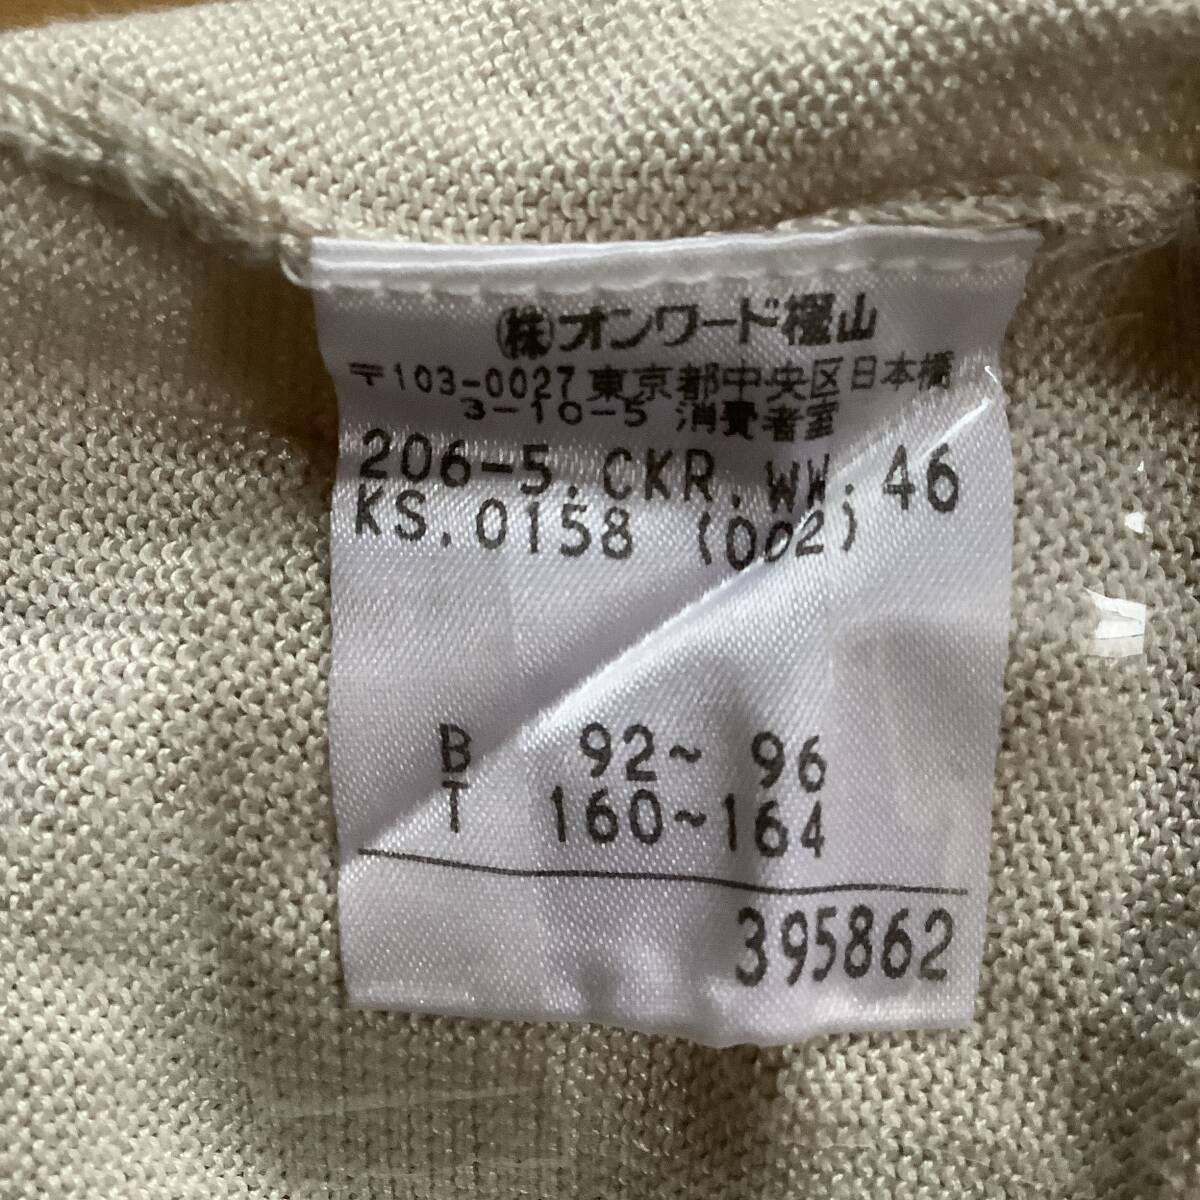 ㈱オンワード樫山
〒103-0027 東京都中央区日本橋
3-10-5 消費者室
206-5.CKR.WW.46
KS.0158 (002)
B 92~ 96
T 160~164
395862